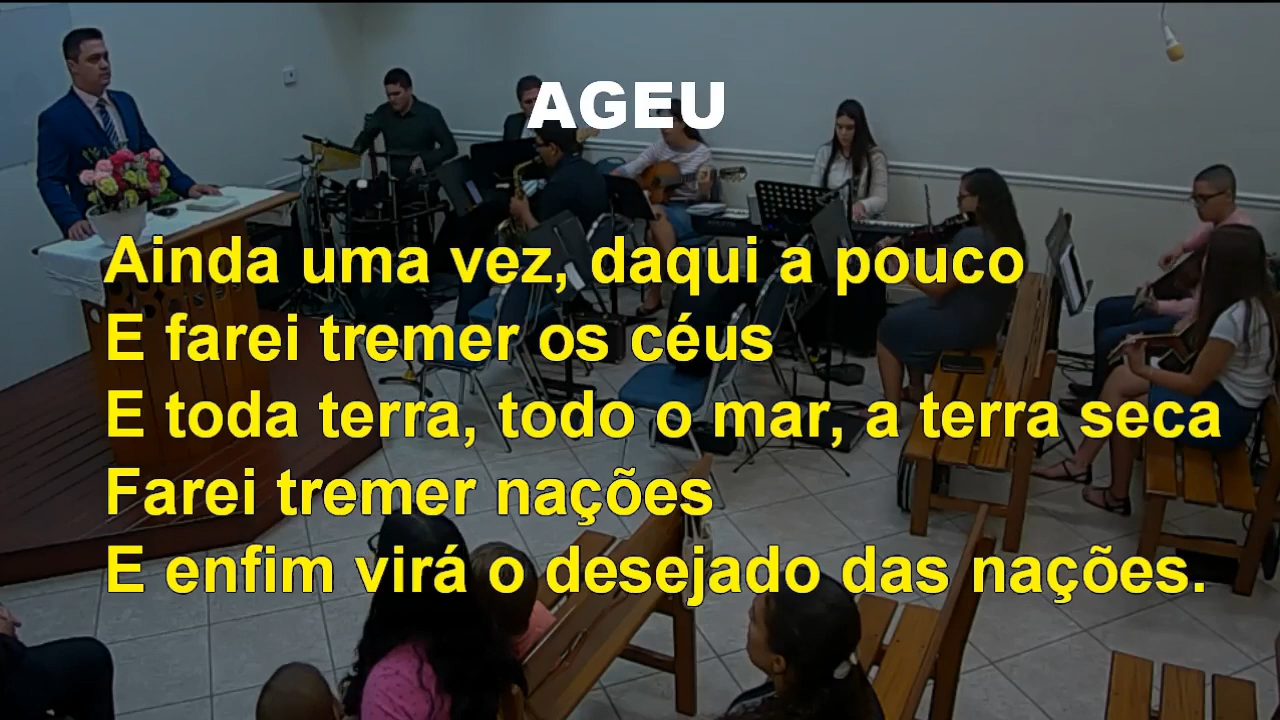 AGEU
Ainda uma vez, daqui a pouco
E farei tremer os céus
E toda terra, todo o mar, a terra seca
Farei tremer nações
E enfim virá o desejado das nações.